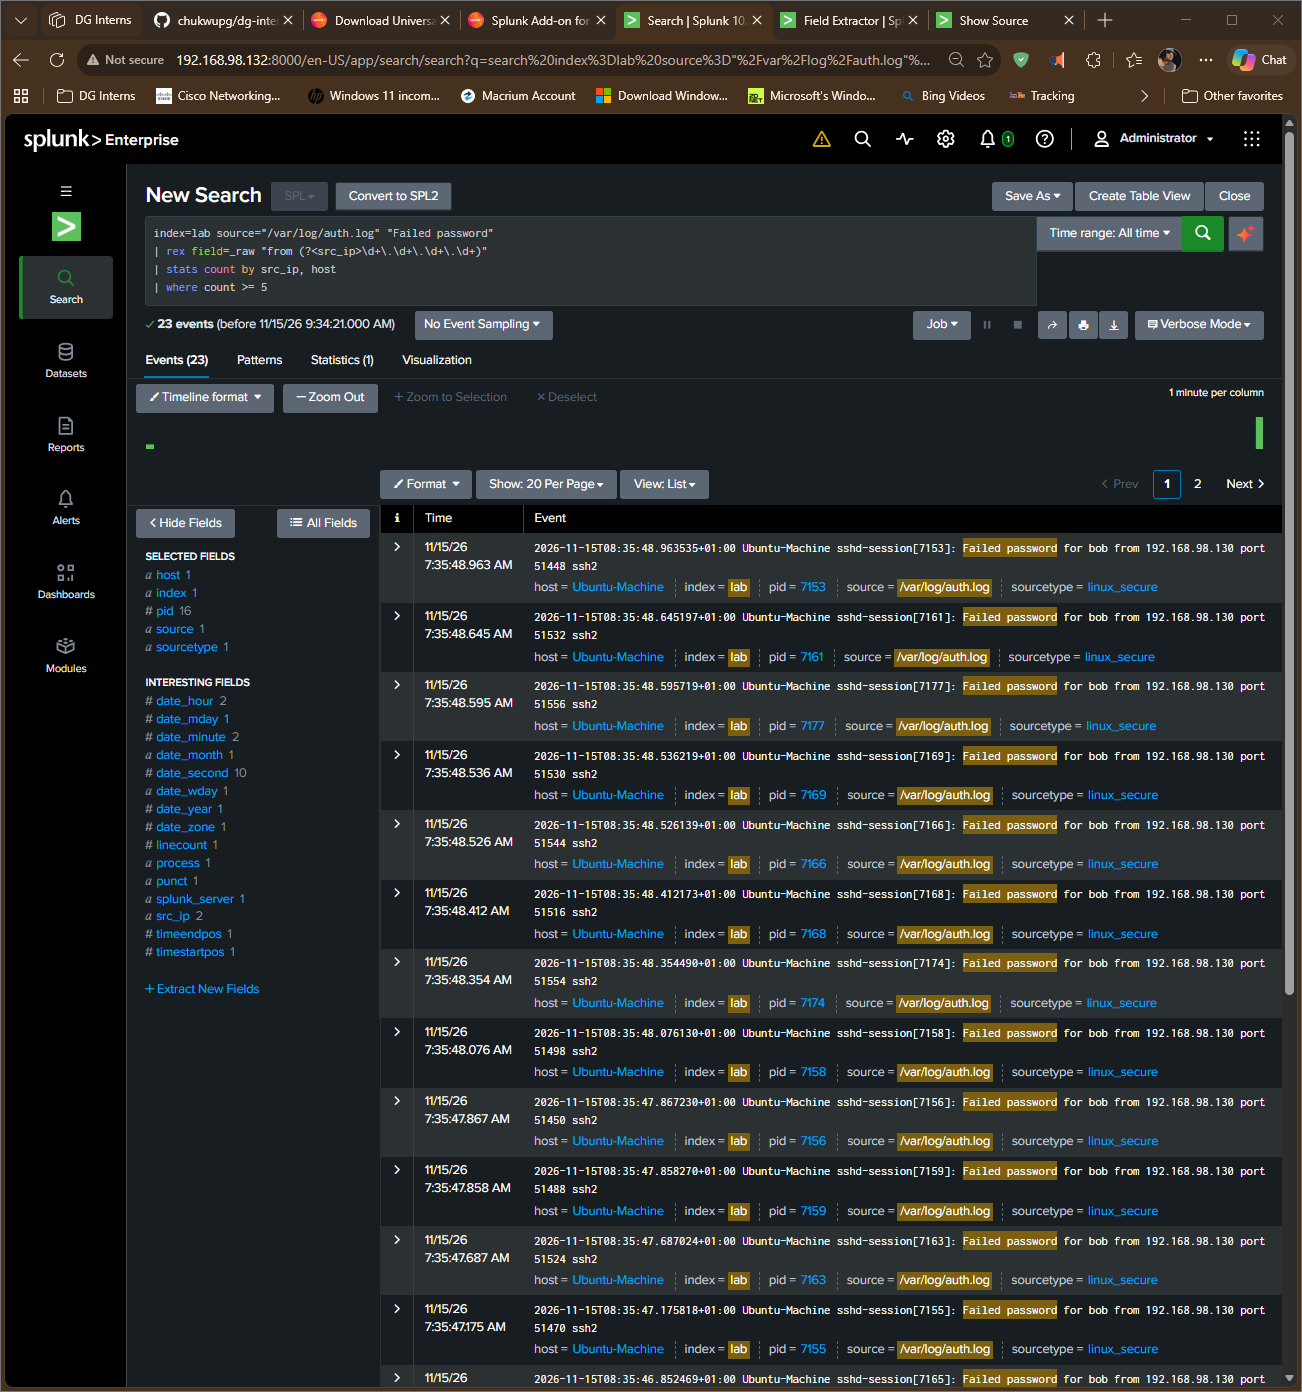 DG Interns
chukwupg/dg-inte
Download Universa
Splunk Add-on for
Search | Splunk 10.
Field Extractor | Sp
Show Source
Not secure
192.168.98.132:8000/en-US/app/search/search?q=search%20index%3Dlab%20source%3D"%2Fvar%2Flog%2Fauth.log"%...
Chat
DG Interns
Cisco Networking...
Windows 11 incom...
Macrium Account
Download Window...
Microsoft's Windo...
Bing Videos
Tracking
Other favorites
splunk> Enterprise
1
Administrator
New Search
SPL
Convert to SPL2
Save As
Create Table View
Close
index=lab source="/var/log/auth.log" "Failed password"
| rex field=_raw "from (?<src_ip>\d+\.\d+\.\d+\.\d+)"
| stats count by src_ip, host
| where count >= 5
Time range: All time
23 events (before 11/15/26 9:34:21.000 AM)
No Event Sampling
Job
Verbose Mode
Events (23)
Patterns
Statistics (1)
Visualization
Timeline format
— Zoom Out
+ Zoom to Selection
× Deselect
1 minute per column
Format
Show: 20 Per Page
View: List
< Prev
1
2
Next >
Search
Datasets
Reports
Alerts
Dashboards
Modules
< Hide Fields
All Fields
SELECTED FIELDS
a host 1
a index 1
# pid 16
a source 1
a sourcetype 1
INTERESTING FIELDS
# date_hour 2
# date_mday 1
# date_minute 2
a date_month 1
# date_second 10
a date_wday 1
# date_year 1
# date_zone 1
# linecount 1
a process 1
a punct 1
a splunk_server 1
a src_ip 2
# timeendpos 1
# timestartpos 1
+ Extract New Fields
i Time Event
11/15/26
7:35:48.963 AM
2026-11-15T08:35:48.963535+01:00 Ubuntu-Machine sshd-session[7153]: Failed password for bob from 192.168.98.130 port
51448 ssh2
host = Ubuntu-Machine index = lab pid = 7153 source = /var/log/auth.log sourcetype = linux_secure
11/15/26
7:35:48.645 AM
2026-11-15T08:35:48.645197+01:00 Ubuntu-Machine sshd-session[7161]: Failed password for bob from 192.168.98.130 port
51532 ssh2
host = Ubuntu-Machine index = lab pid = 7161 source = /var/log/auth.log sourcetype = linux_secure
11/15/26
7:35:48.595 AM
2026-11-15T08:35:48.595719+01:00 Ubuntu-Machine sshd-session[7177]: Failed password for bob from 192.168.98.130 port
51556 ssh2
host = Ubuntu-Machine index = lab pid = 7177 source = /var/log/auth.log sourcetype = linux_secure
11/15/26
7:35:48.536 AM
2026-11-15T08:35:48.536219+01:00 Ubuntu-Machine sshd-session[7169]: Failed password for bob from 192.168.98.130 port
51530 ssh2
host = Ubuntu-Machine index = lab pid = 7169 source = /var/log/auth.log sourcetype = linux_secure
11/15/26
7:35:48.526 AM
2026-11-15T08:35:48.526139+01:00 Ubuntu-Machine sshd-session[7166]: Failed password for bob from 192.168.98.130 port
51544 ssh2
host = Ubuntu-Machine index = lab pid = 7166 source = /var/log/auth.log sourcetype = linux_secure
11/15/26
7:35:48.412 AM
2026-11-15T08:35:48.412173+01:00 Ubuntu-Machine sshd-session[7168]: Failed password for bob from 192.168.98.130 port
51516 ssh2
host = Ubuntu-Machine index = lab pid = 7168 source = /var/log/auth.log sourcetype = linux_secure
11/15/26
7:35:48.354 AM
2026-11-15T08:35:48.354490+01:00 Ubuntu-Machine sshd-session[7174]: Failed password for bob from 192.168.98.130 port
51554 ssh2
host = Ubuntu-Machine index = lab pid = 7174 source = /var/log/auth.log sourcetype = linux_secure
11/15/26
7:35:48.076 AM
2026-11-15T08:35:48.076130+01:00 Ubuntu-Machine sshd-session[7158]: Failed password for bob from 192.168.98.130 port
51498 ssh2
host = Ubuntu-Machine index = lab pid = 7158 source = /var/log/auth.log sourcetype = linux_secure
11/15/26
7:35:47.867 AM
2026-11-15T08:35:47.867230+01:00 Ubuntu-Machine sshd-session[7156]: Failed password for bob from 192.168.98.130 port
51450 ssh2
host = Ubuntu-Machine index = lab pid = 7156 source = /var/log/auth.log sourcetype = linux_secure
11/15/26
7:35:47.858 AM
2026-11-15T08:35:47.858270+01:00 Ubuntu-Machine sshd-session[7159]: Failed password for bob from 192.168.98.130 port
51488 ssh2
host = Ubuntu-Machine index = lab pid = 7159 source = /var/log/auth.log sourcetype = linux_secure
11/15/26
7:35:47.687 AM
2026-11-15T08:35:47.687024+01:00 Ubuntu-Machine sshd-session[7163]: Failed password for bob from 192.168.98.130 port
51524 ssh2
host = Ubuntu-Machine index = lab pid = 7163 source = /var/log/auth.log sourcetype = linux_secure
11/15/26
7:35:47.175 AM
2026-11-15T08:35:47.175818+01:00 Ubuntu-Machine sshd-session[7155]: Failed password for bob from 192.168.98.130 port
51470 ssh2
host = Ubuntu-Machine index = lab pid = 7155 source = /var/log/auth.log sourcetype = linux_secure
11/15/26
2026-11-15T08:35:46.852469+01:00 Ubuntu-Machine sshd-session[7165]: Failed password for bob from 192.168.98.130 port